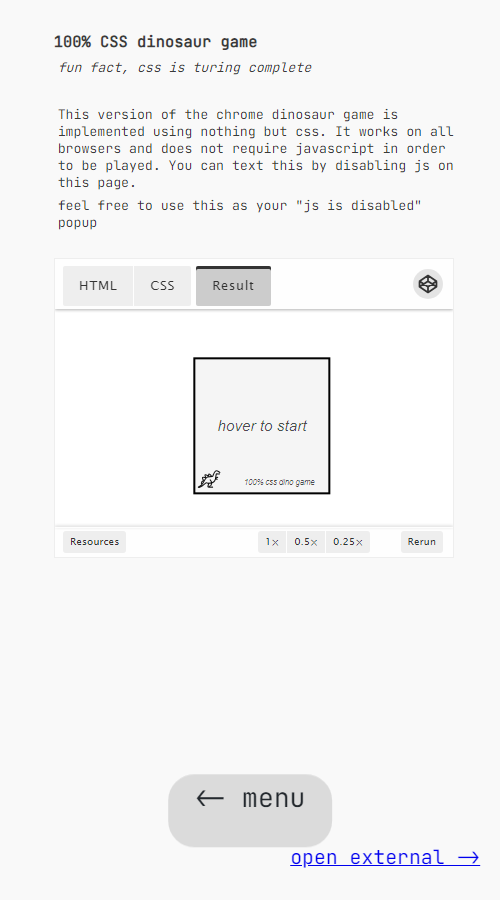 100% CSS dinosaur game
fun fact, css is turing complete
This version of the chrome dinosaur game is
implemented using nothing but css. It works on all
browsers and does not require javascript in order
to be played. You can text this by disabling js on
this page.
feel free to use this as your "js is disabled"
popup
HTML CSS Result
hover to start
100% css dino game
Resources 1× 0.5× 0.25× Rerun
← menu
open external →